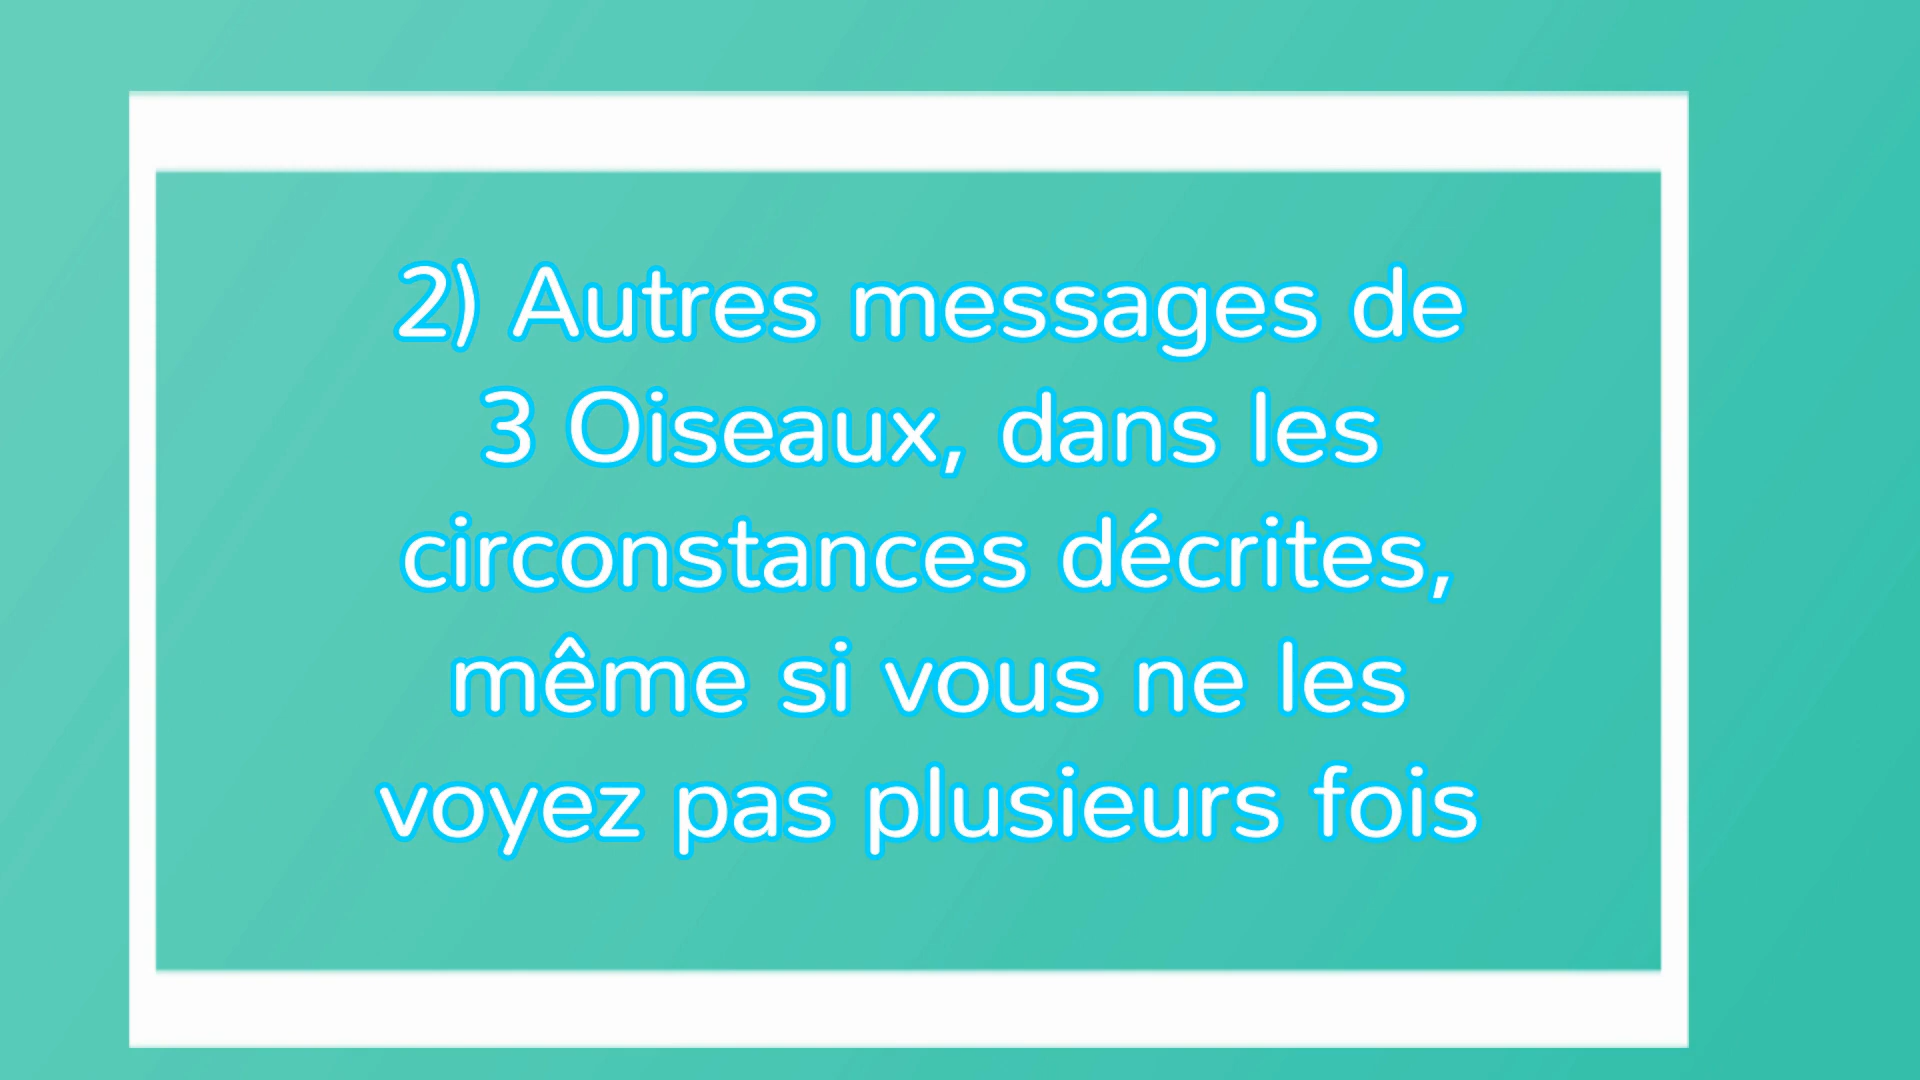 2) Autres messages de
3 Oiseaux, dans les
circonstances décrites,
même si vous ne les
voyez pas plusieurs fois